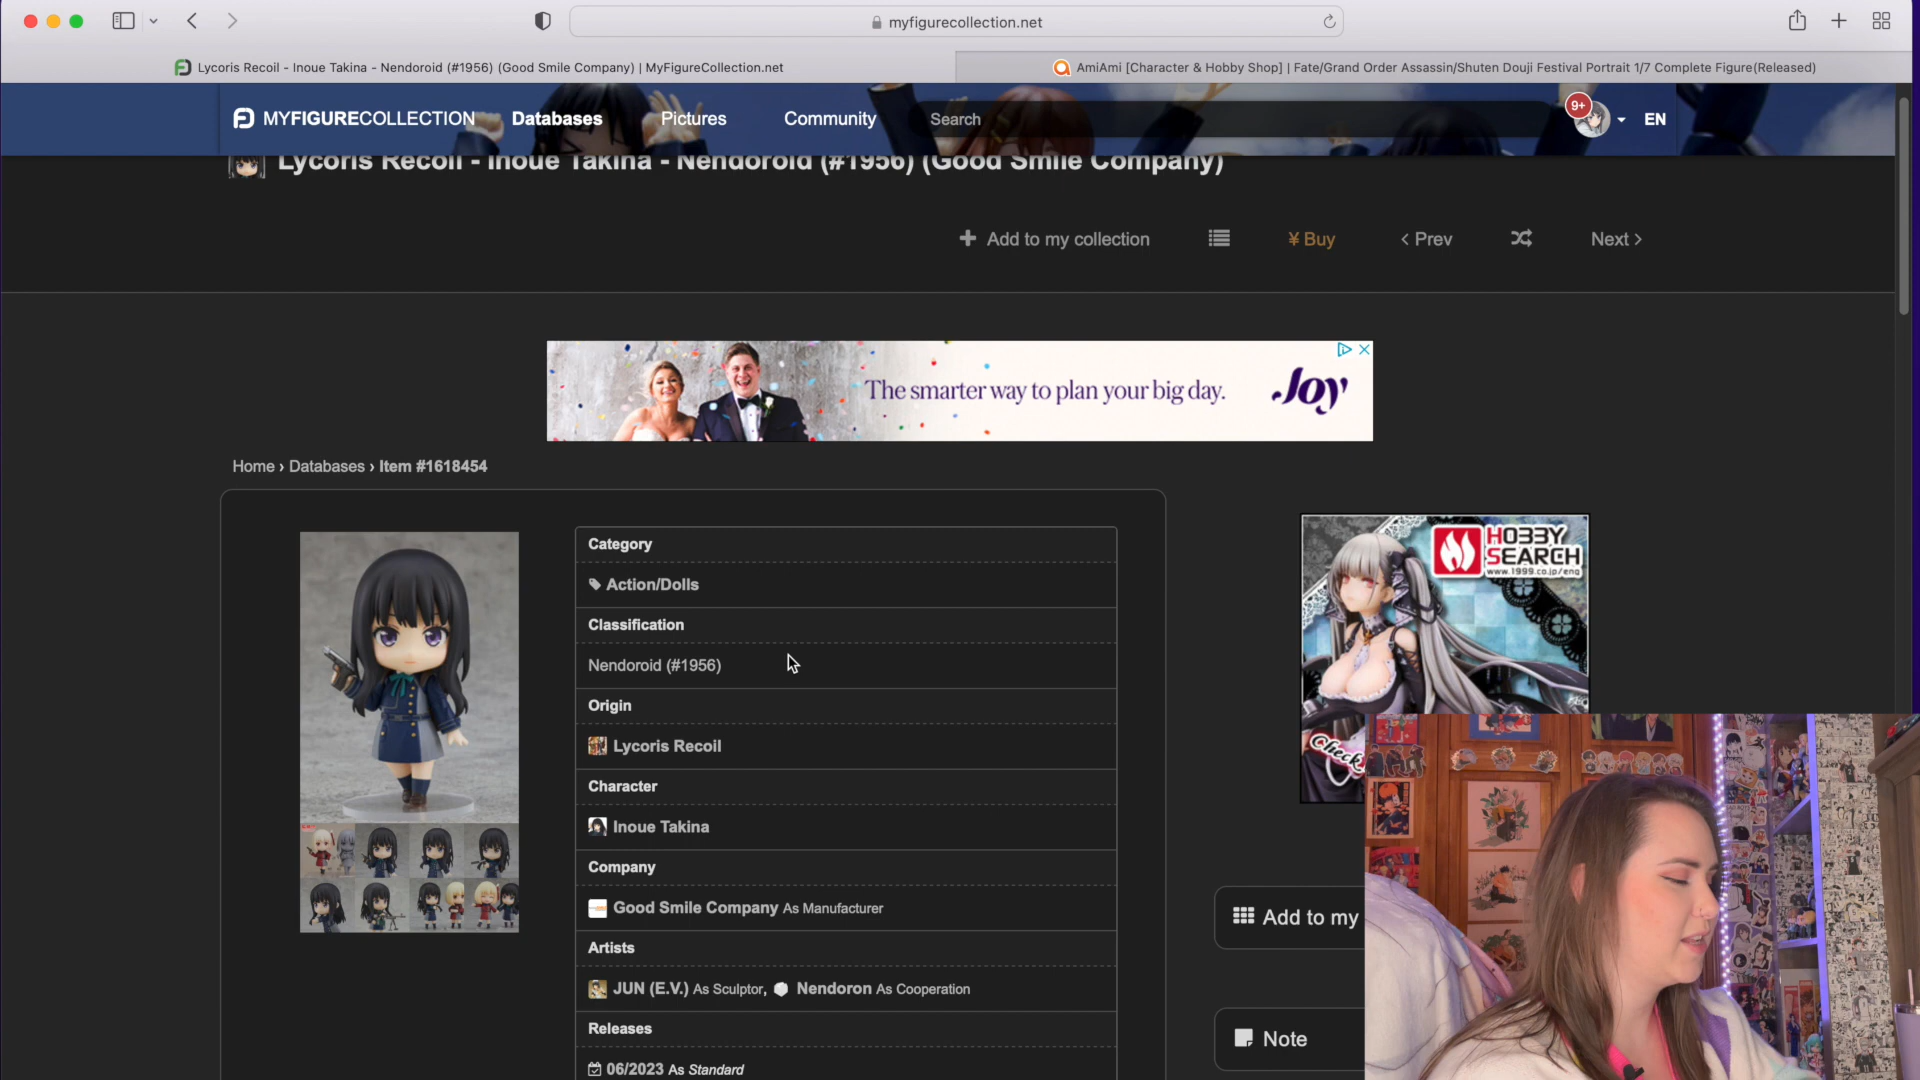 myfigurecollection.net
Lycoris Recoil - Inoue Takina - Nendoroid (#1956) (Good Smile Company) | MyFigureCollection.net
AmiAmi [Character & Hobby Shop] | Fate/Grand Order Assassin/Shuten Douji Festival Portrait 1/7 Complete Figure(Released)
MYFIGURECOLLECTION
Databases
Pictures
Community
Search
9+
EN
Lycoris Recoil - Inoue Takina - Nendoroid (#1956) (Good Smile Company)
Add to my collection
¥ Buy
‹ Prev
Next ›
The smarter way to plan your big day.
Joy
Home › Databases › Item #1618454
Category
Action/Dolls
Classification
Nendoroid (#1956)
Origin
Lycoris Recoil
Character
Inoue Takina
Company
Good Smile Company As Manufacturer
Artists
JUN (E.V.) As Sculptor, Nendoron As Cooperation
Releases
06/2023 As Standard
HOBBY
SEARCH
www.1999.co.jp/eng
Check
Add to my
Note